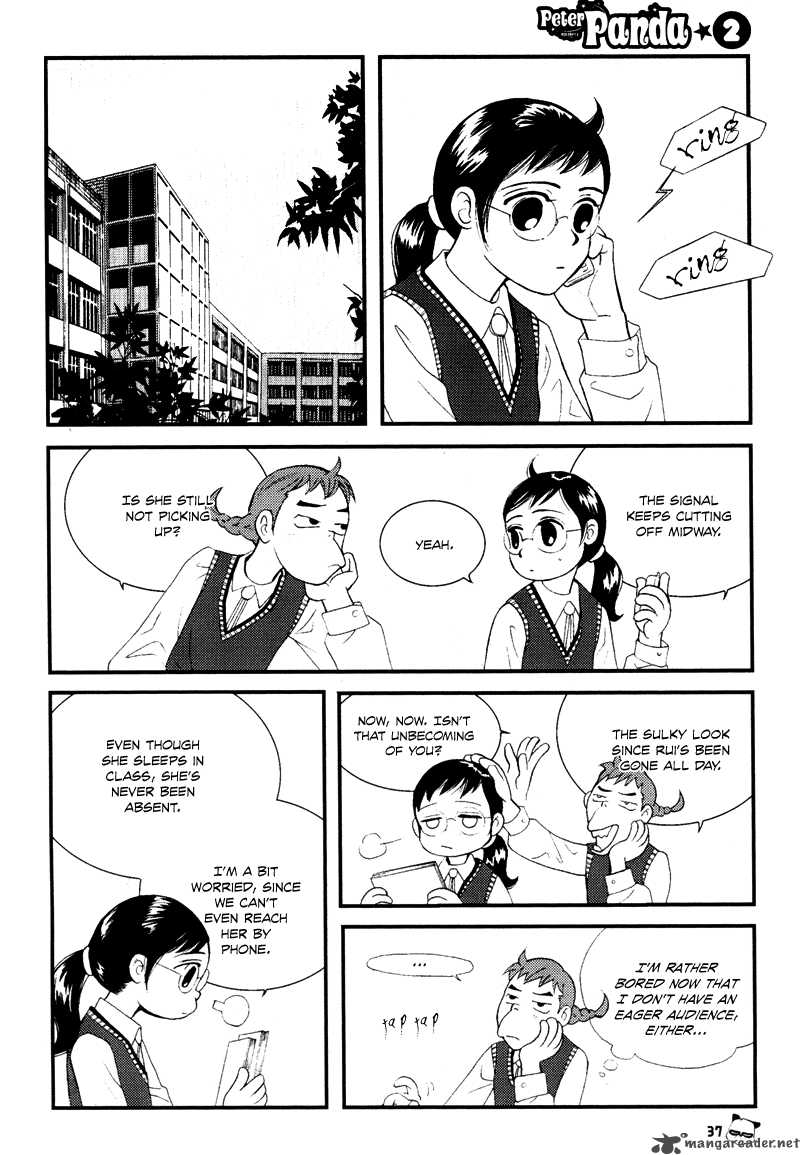 Peter
Panda ★ 2
ring
ring
IS SHE STILL
NOT PICKING
UP?
YEAH.
THE SIGNAL
KEEPS CUTTING
OFF MIDWAY.
EVEN THOUGH
SHE SLEEPS IN
CLASS, SHE'S
NEVER BEEN
ABSENT.
I'M A BIT
WORRIED, SINCE
WE CAN'T
EVEN REACH
HER BY
PHONE.
NOW, NOW. ISN'T
THAT UNBECOMING
OF YOU?
THE SULKY LOOK
SINCE RUI'S BEEN
GONE ALL DAY.
...
tap tap
I'M RATHER
BORED NOW THAT
I DON'T HAVE AN
EAGER AUDIENCE,
EITHER...
37
mangareader.net